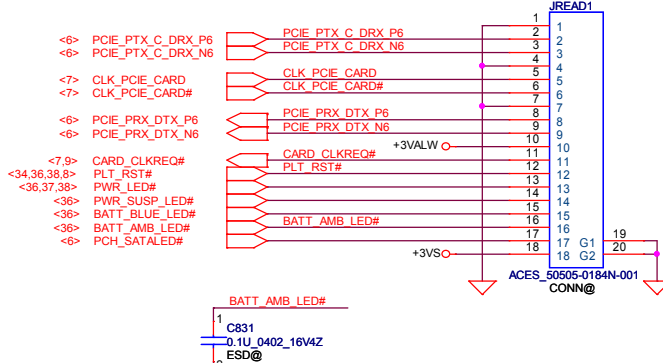 JREAD1
1 1
<6> PCIE_PTX_C_DRX_P6 PCIE_PTX_C_DRX_P6 2 2
<6> PCIE_PTX_C_DRX_N6 PCIE_PTX_C_DRX_N6 3 3
4 4
<7> CLK_PCIE_CARD CLK_PCIE_CARD 5 5
<7> CLK_PCIE_CARD# CLK_PCIE_CARD# 6 6
7 7
<6> PCIE_PRX_DTX_P6 PCIE_PRX_DTX_P6 8 8
<6> PCIE_PRX_DTX_N6 PCIE_PRX_DTX_N6 9 9
+3VALW 10 10
<7,9> CARD_CLKREQ# CARD_CLKREQ# 11 11
<34,36,38,8> PLT_RST# PLT_RST# 12 12
<36,37,38> PWR_LED# 13 13
<36> PWR_SUSP_LED# 14 14
<36> BATT_BLUE_LED# 15 15
<36> BATT_AMB_LED# BATT_AMB_LED# 16 16
<6> PCH_SATALED# 17 17 G1 19
+3VS 18 18 G2 20
ACES_50505-0184N-001
CONN@
BATT_AMB_LED#
1
C831
0.1U_0402_16V4Z
ESD@